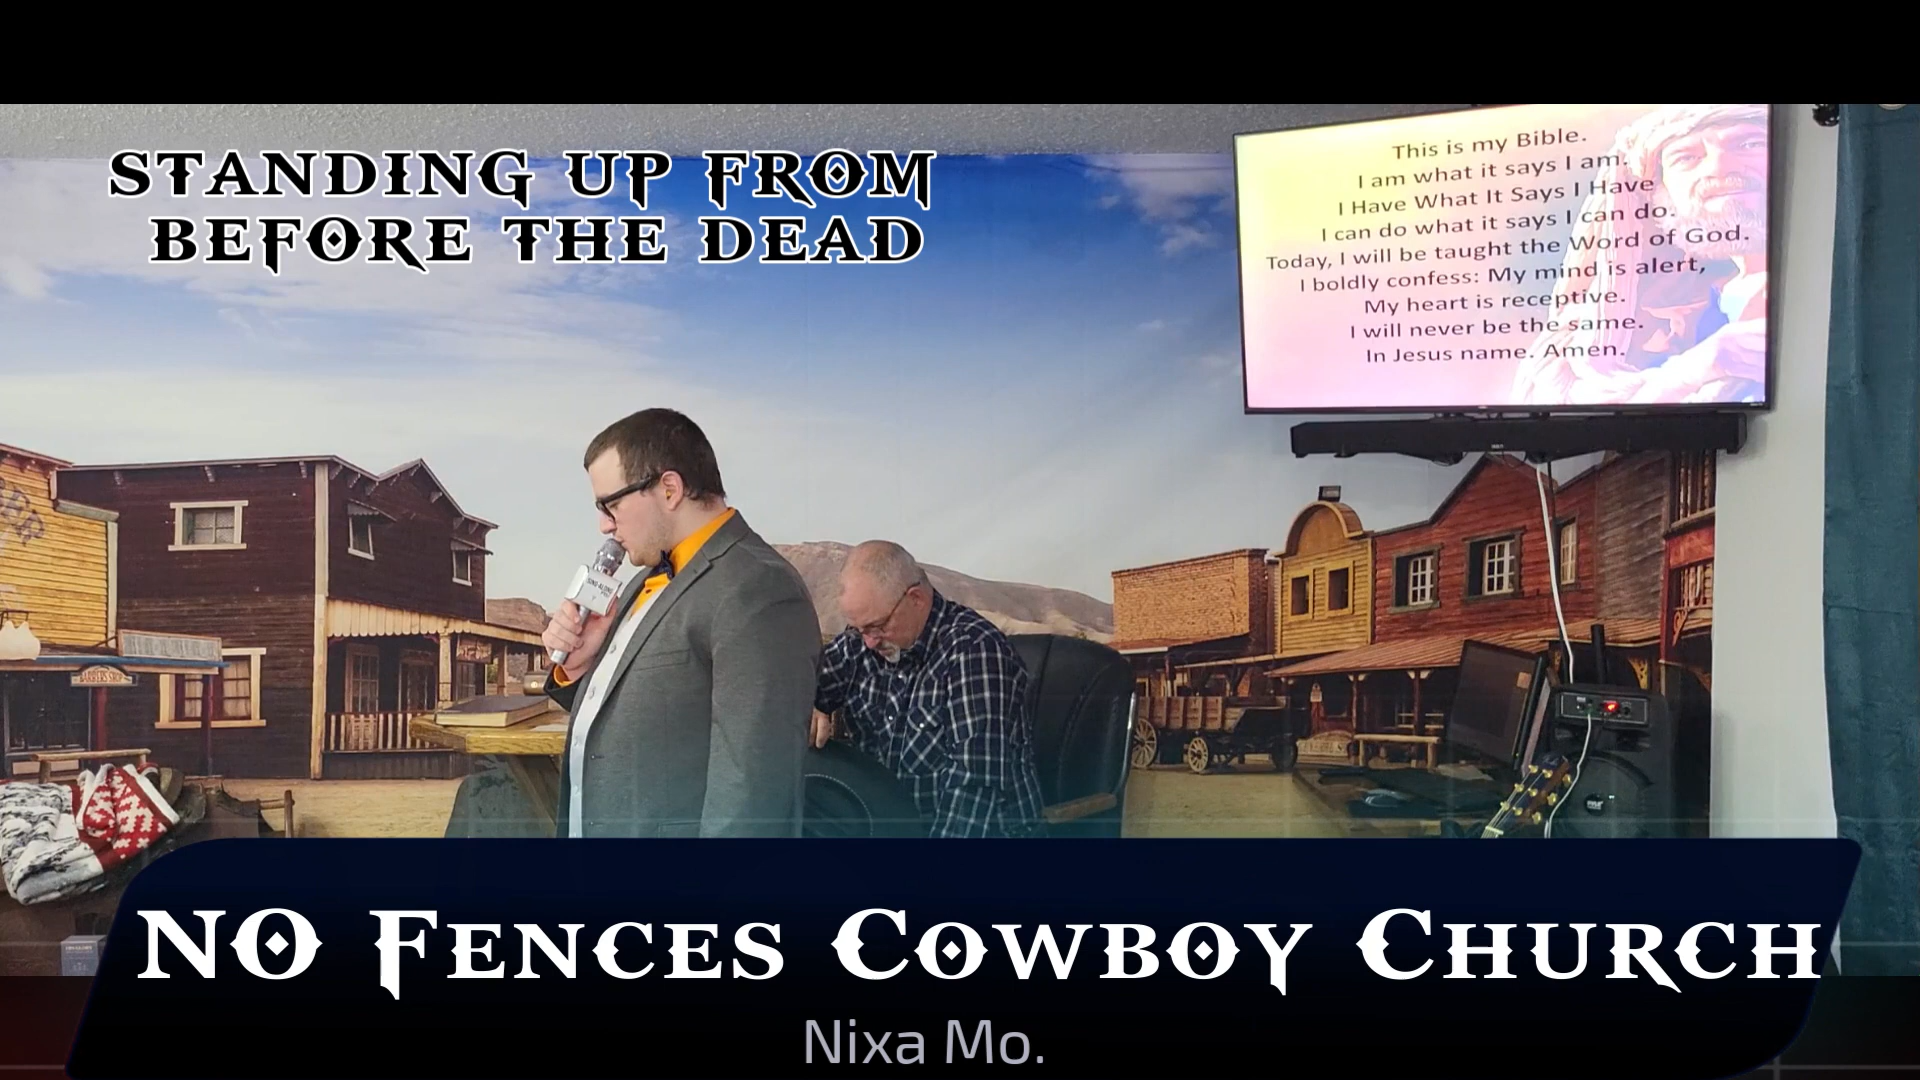 STANDING UP FROM
BEFORE THE DEAD
This is my Bible.
I am what it says I am.
I Have What It Says I Have
I can do what it says I can do.
Today, I will be taught the Word of God.
I boldly confess: My mind is alert,
My heart is receptive.
I will never be the same.
In Jesus name. Amen.
BARBERS SHOP
NO FENCES COWBOY CHURCH
Nixa Mo.